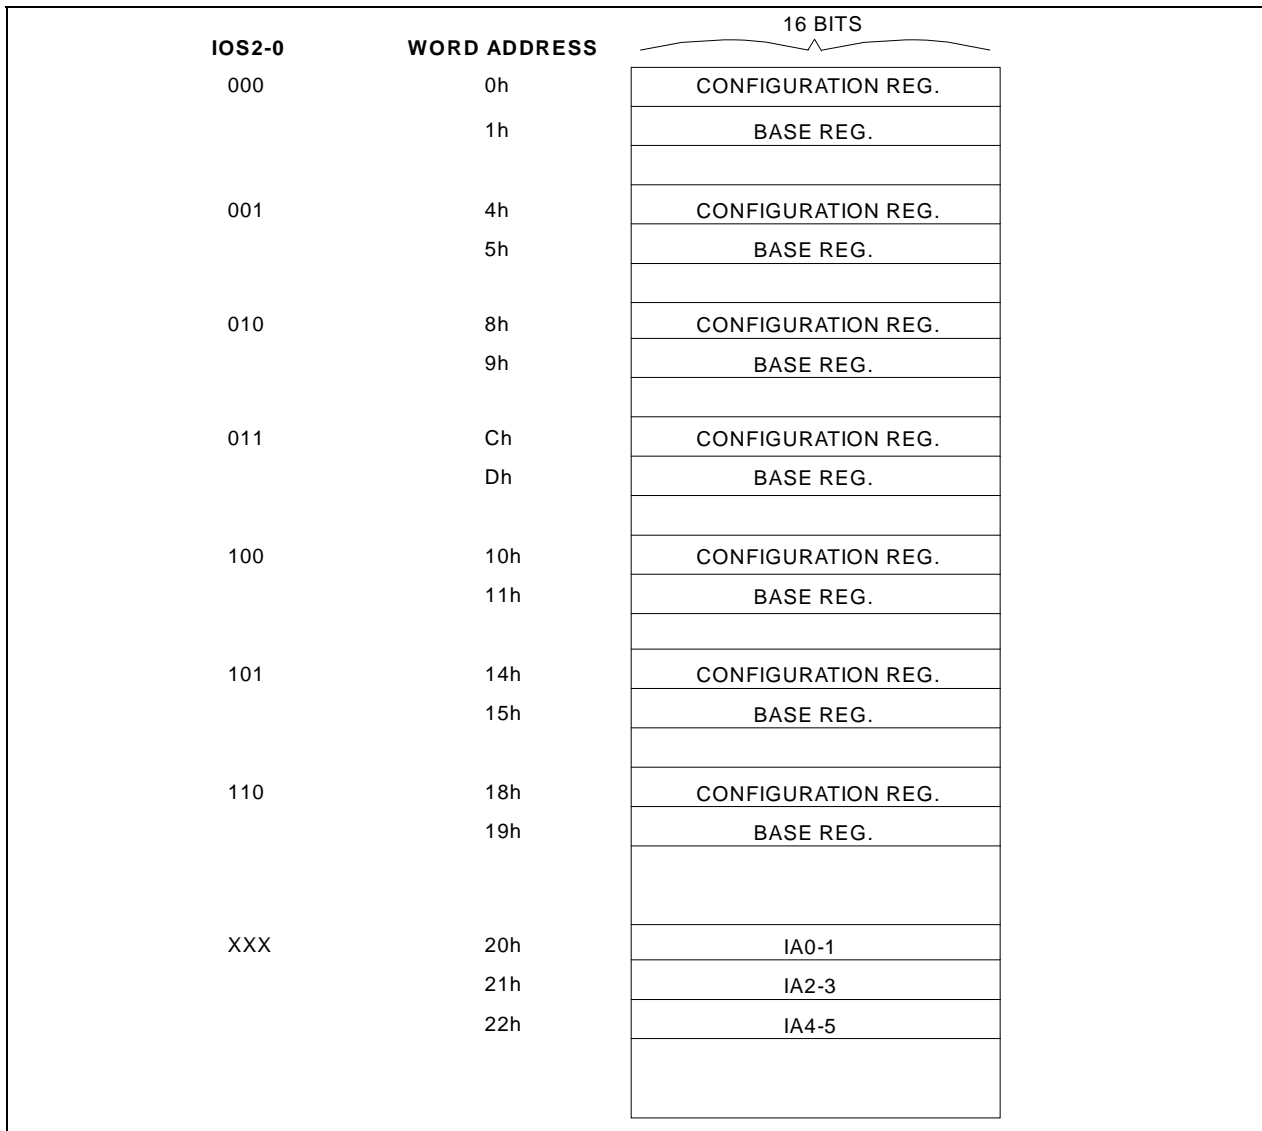 16 BITS
IOS2-0 WORD ADDRESS
000 0h CONFIGURATION REG.
1h BASE REG.
001 4h CONFIGURATION REG.
5h BASE REG.
010 8h CONFIGURATION REG.
9h BASE REG.
011 Ch CONFIGURATION REG.
Dh BASE REG.
100 10h CONFIGURATION REG.
11h BASE REG.
101 14h CONFIGURATION REG.
15h BASE REG.
110 18h CONFIGURATION REG.
19h BASE REG.
XXX 20h IA0-1
21h IA2-3
22h IA4-5